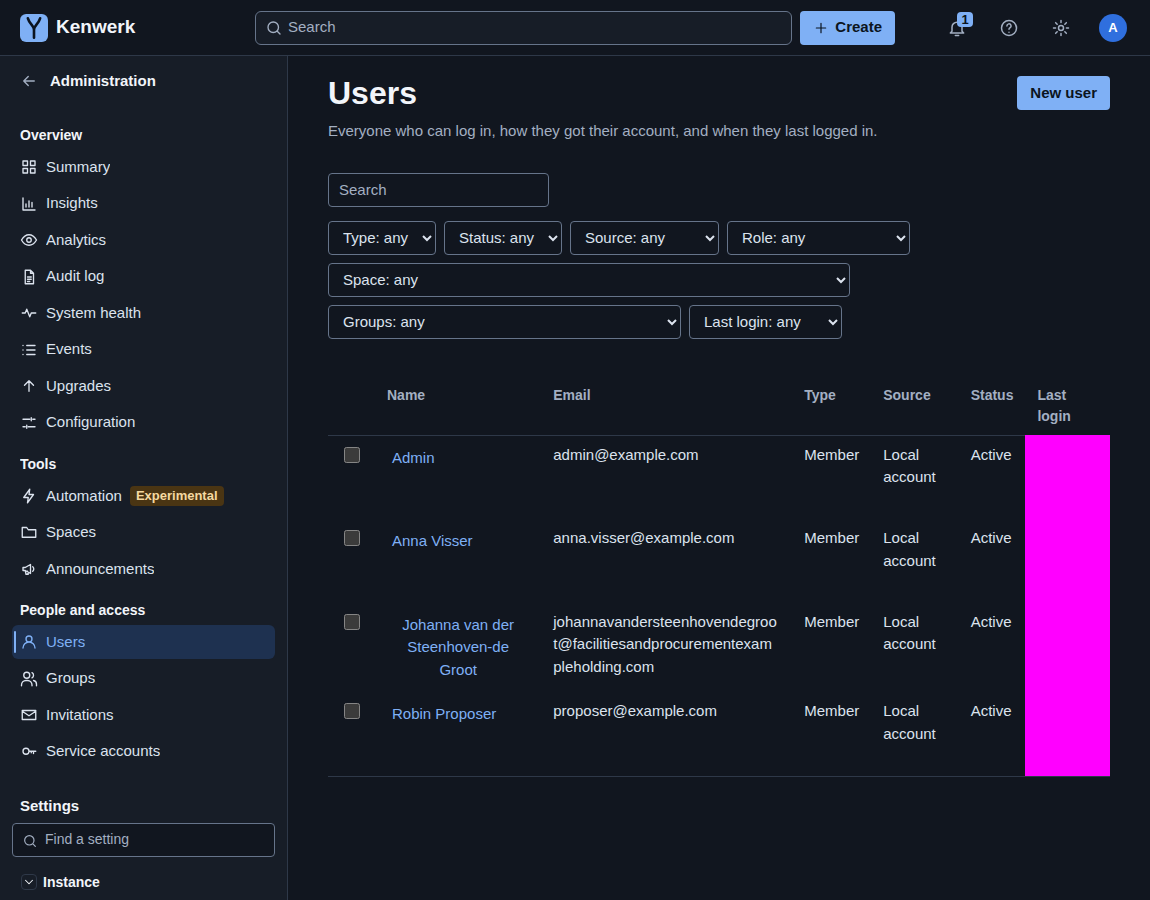 Kenwerk
Search
Create
1
A
Administration
Overview
Summary
Insights
Analytics
Audit log
System health
Events
Upgrades
Configuration
Tools
Automation Experimental
Spaces
Announcements
People and access
Users
Groups
Invitations
Service accounts
Settings
Find a setting
Instance
Users
New user
Everyone who can log in, how they got their account, and when they last logged in.
Search
Type: any Status: any Source: any Role: any
Space: any
Groups: any Last login: any
Name Email Type Source Status Last
login
Admin admin@example.com Member Local Active
account
Anna Visser anna.visser@example.com Member Local Active
account
Johanna van der johannavandersteenhovendegroo Member Local Active
Steenhoven-de t@facilitiesandprocurementexam account
Groot pleholding.com
Robin Proposer proposer@example.com Member Local Active
account